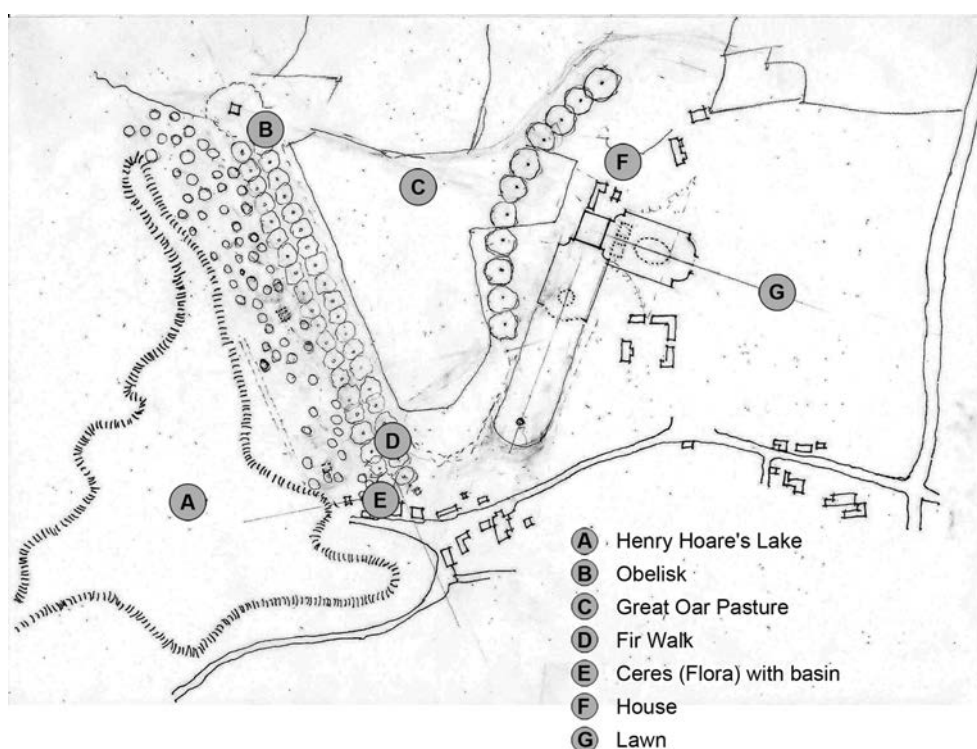 B
F
C
G
D
A
E
A Henry Hoare's Lake
B Obelisk
C Great Oar Pasture
D Fir Walk
E Ceres (Flora) with basin
F House
G Lawn